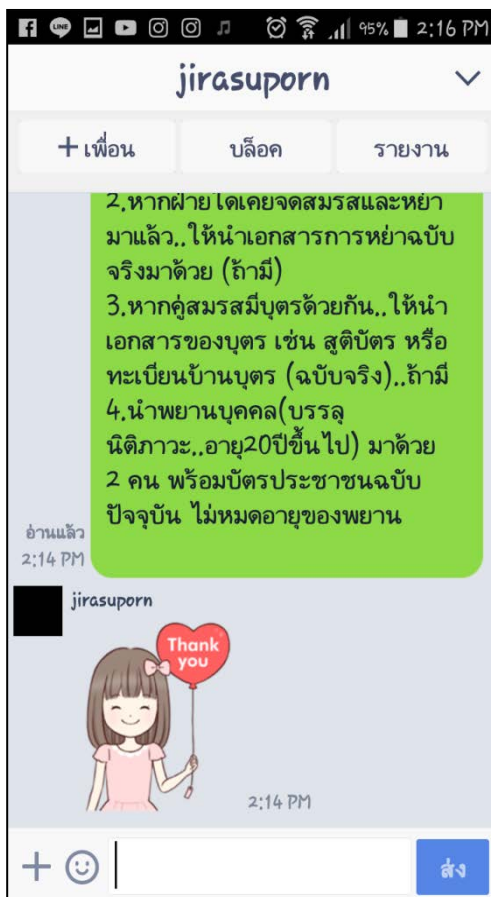 LINE
95% 2:16 PM
jirasuporn
+ เพื่อน บล็อค รายงาน
2.หากฝ่ายใดเคยจดสมรสและหย่า
มาแล้ว..ให้นำเอกสารการหย่าฉบับ
จริงมาด้วย (ถ้ามี)
3.หากคู่สมรสมีบุตรด้วยกัน..ให้นำ
เอกสารของบุตร เช่น สูติบัตร หรือ
ทะเบียนบ้านบุตร (ฉบับจริง)..ถ้ามี
4.นำพยานบุคคล(บรรลุ
นิติภาวะ..อายุ20ปีขึ้นไป) มาด้วย
2 คน พร้อมบัตรประชาชนฉบับ
ปัจจุบัน ไม่หมดอายุของพยาน
อ่านแล้ว
2:14 PM
jirasuporn
Thank
you
2:14 PM
ส่ง